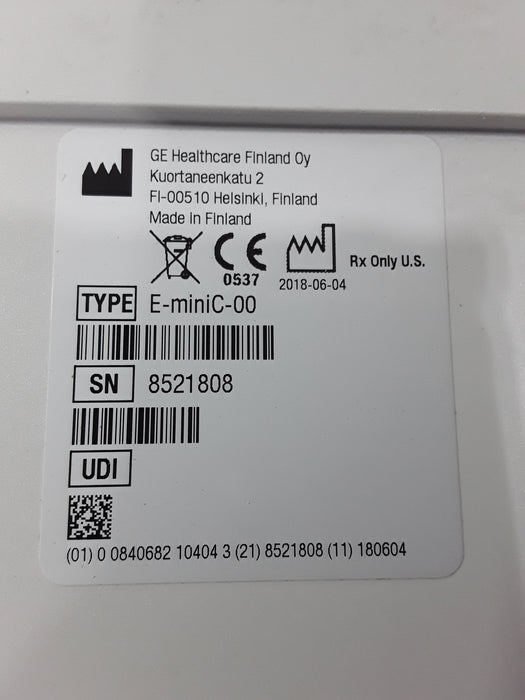 GE Healthcare Finland Oy
Kuortaneenkatu 2
FI-00510 Helsinki, Finland
Made in Finland
CE
0537
2018-06-04
Rx Only U.S.
TYPE E-miniC-00
SN 8521808
UDI
(01) 0 0840682 10404 3 (21) 8521808 (11) 180604